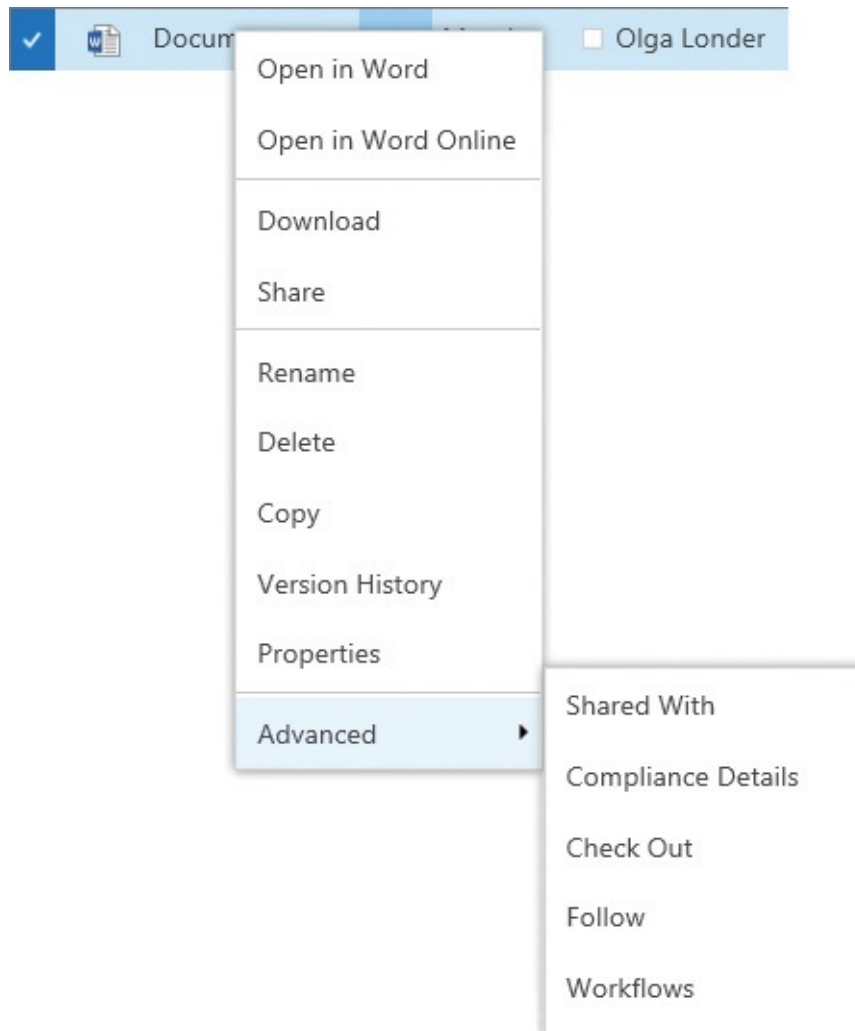 Docum Olga Londer
Open in Word
Open in Word Online
Download
Share
Rename
Delete
Copy
Version History
Properties
Advanced
Shared With
Compliance Details
Check Out
Follow
Workflows